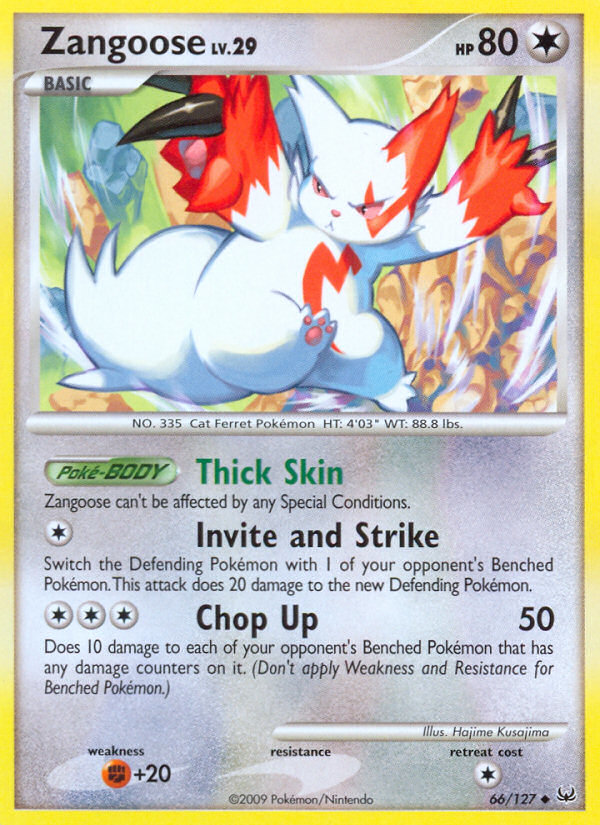 Zangoose LV.29 HP 80
BASIC
NO. 335 Cat Ferret Pokémon HT: 4'03" WT: 88.8 lbs.
Poké-BODY Thick Skin
Zangoose can't be affected by any Special Conditions.
Invite and Strike
Switch the Defending Pokémon with 1 of your opponent's Benched
Pokémon. This attack does 20 damage to the new Defending Pokémon.
Chop Up 50
Does 10 damage to each of your opponent's Benched Pokémon that has
any damage counters on it. (Don't apply Weakness and Resistance for
Benched Pokémon.)
Illus. Hajime Kusajima
weakness resistance retreat cost
+20
©2009 Pokémon/Nintendo 66/127